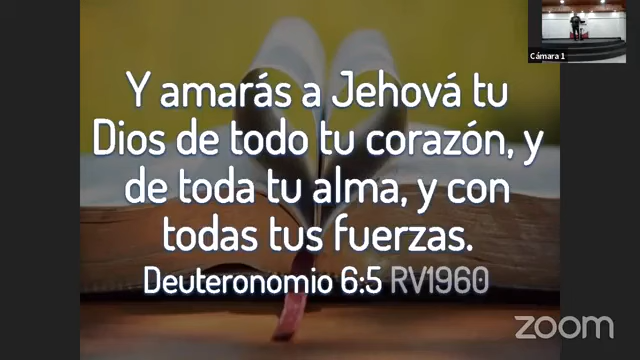 Cámara 1
Y amarás a Jehová tu
Dios de todo tu corazón, y
de toda tu alma, y con
todas tus fuerzas.
Deuteronomio 6:5 RV1960
zoom